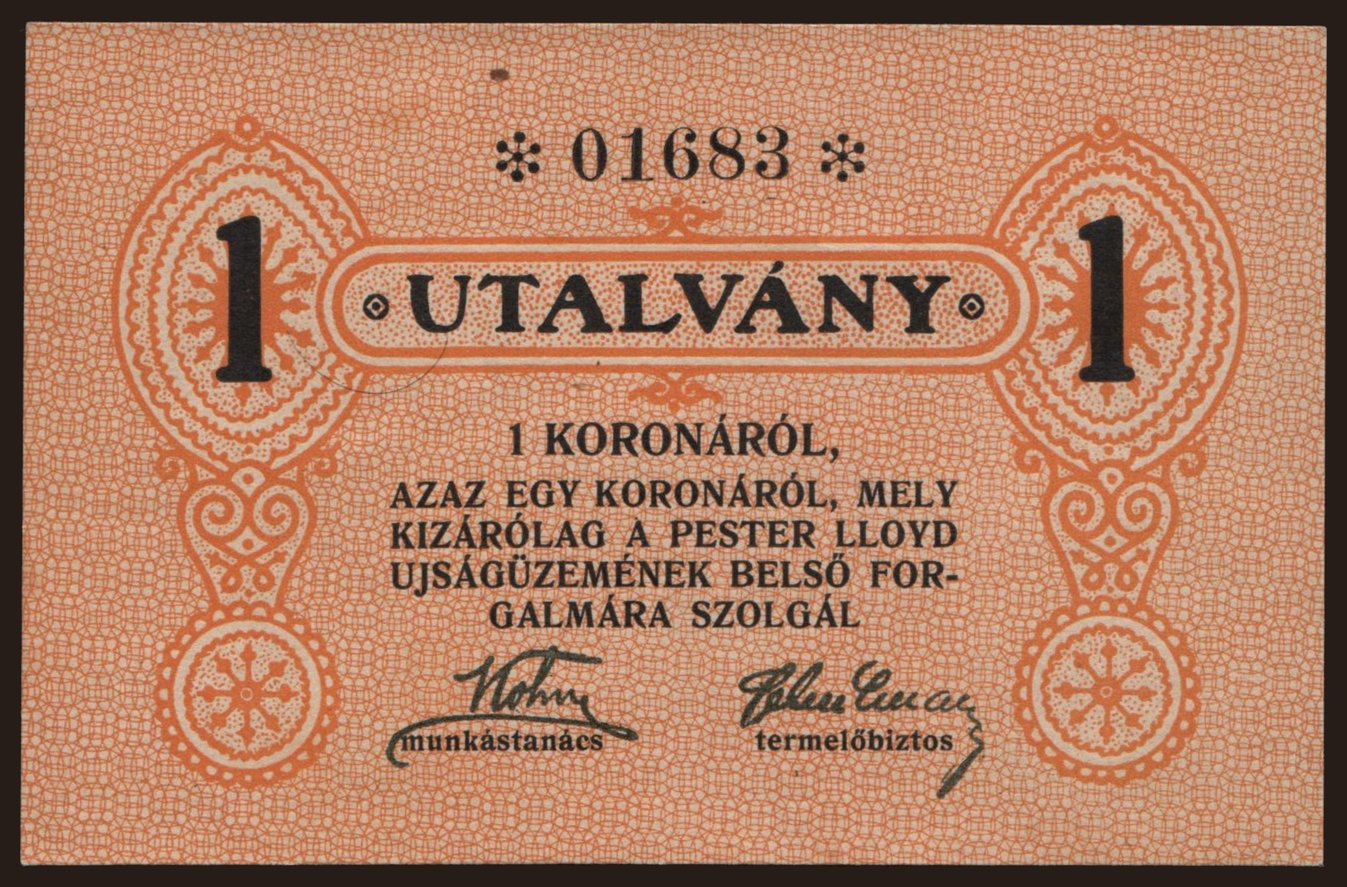 01683
1 UTALVÁNY 1
1 KORONÁRÓL,
AZAZ EGY KORONÁRÓL, MELY
KIZÁRÓLAG A PESTER LLOYD
UJSÁGÜZEMÉNEK BELSŐ FOR-
GALMÁRA SZOLGÁL
munkástanács termelőbiztos